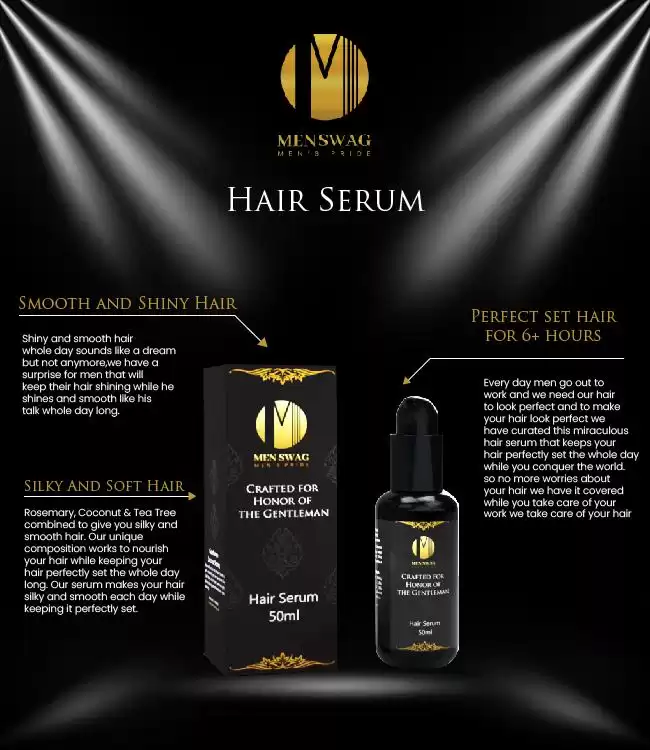 MENSWAG
MEN'S PRIDE
HAIR SERUM
SMOOTH AND SHINY HAIR
Shiny and smooth hair
whole day sounds like a dream
but not anymore,we have a
surprise for men that will
keep their hair shining while he
shines and smooth like his
talk whole day long.
PERFECT SET HAIR
FOR 6+ HOURS
Every day men go out to
work and we need our hair
to look perfect and to make
your hair look perfect we
have curated this miraculous
hair serum that keeps your
hair perfectly set the whole day
while you conquer the world.
so no more worries about
your hair we have it covered
while you take care of your
work we take care of your hair
SILKY AND SOFT HAIR
Rosemary, Coconut & Tea Tree
combined to give you silky and
smooth hair. Our unique
composition works to nourish
your hair while keeping your
hair perfectly set the whole day
long. Our serum makes your hair
silky and smooth each day while
keeping it perfectly set.
MENSWAG
MEN'S PRIDE
CRAFTED FOR
HONOR OF
THE GENTLEMAN
Hair Serum
50ml
MENSWAG
CRAFTED FOR
HONOR OF
THE GENTLEMAN
Hair Serum
50ml